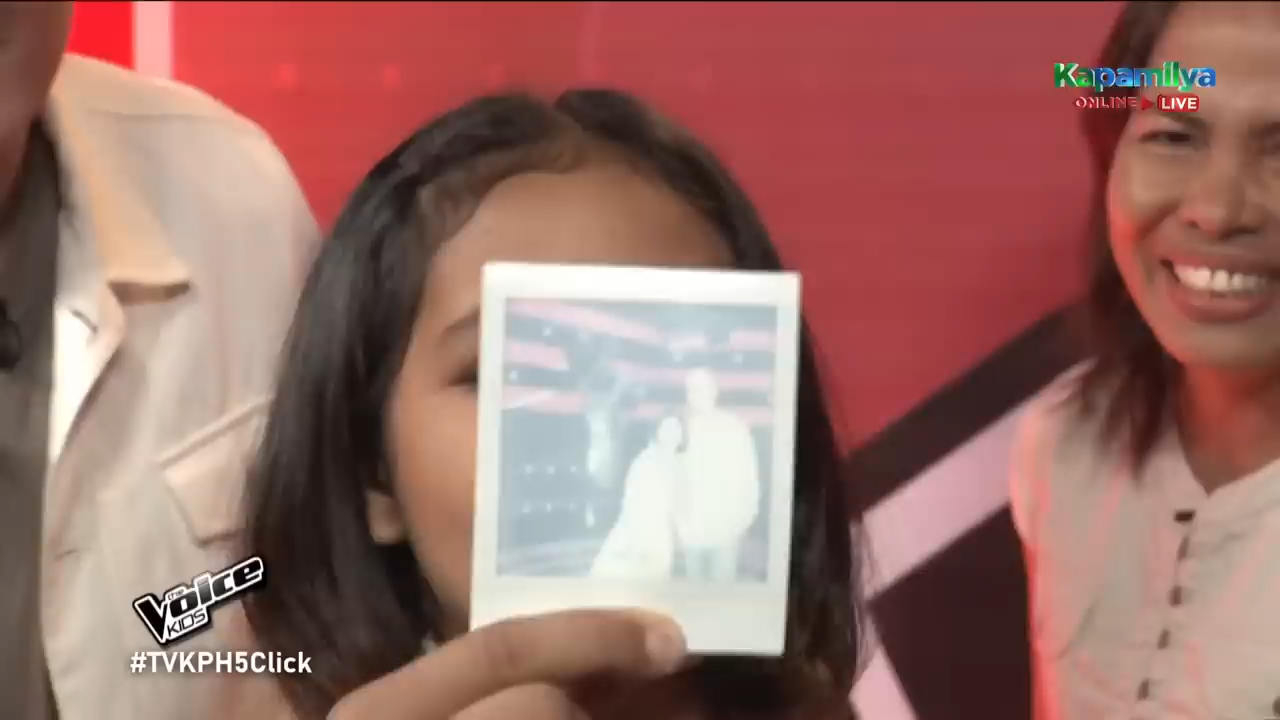 Kapamilya
ONLINE LIVE
the
Voice
KIDS
#TVKPH5Click